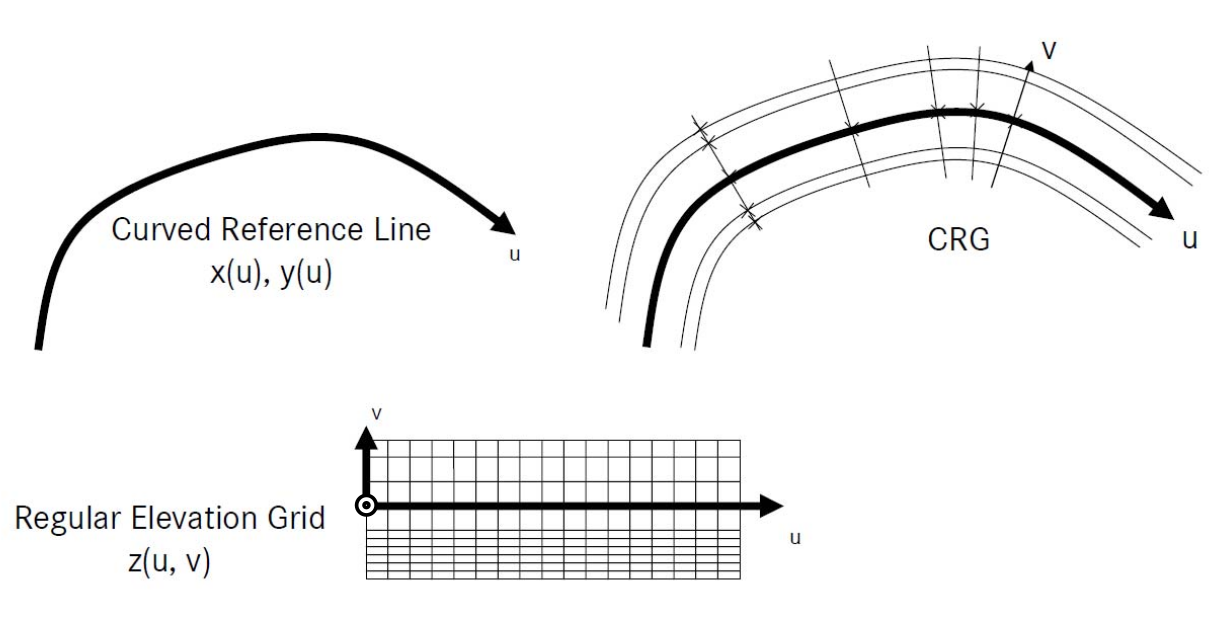 Curved Reference Line
x(u), y(u)
u
v
CRG
u
v
Regular Elevation Grid
z(u, v)
u